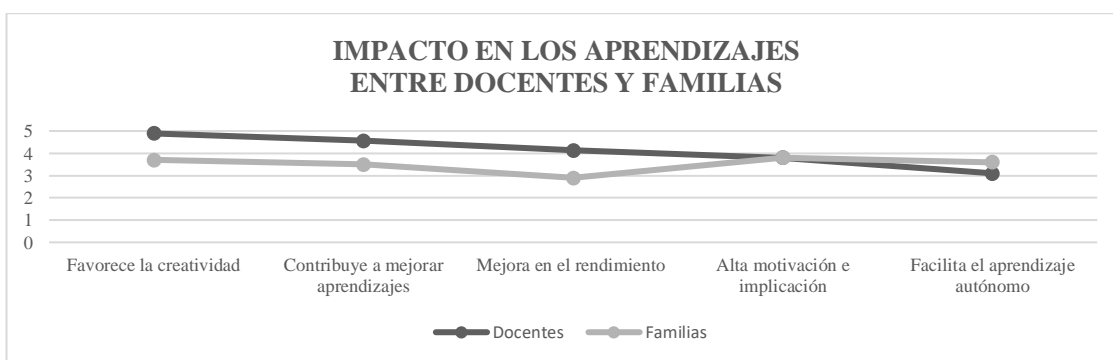 IMPACTO EN LOS APRENDIZAJES
ENTRE DOCENTES Y FAMILIAS
5
4
3
2
1
0
Favorece la creatividad
Contribuye a mejorar
aprendizajes
Mejora en el rendimiento
Alta motivación e
implicación
Facilita el aprendizaje
autónomo
Docentes
Familias